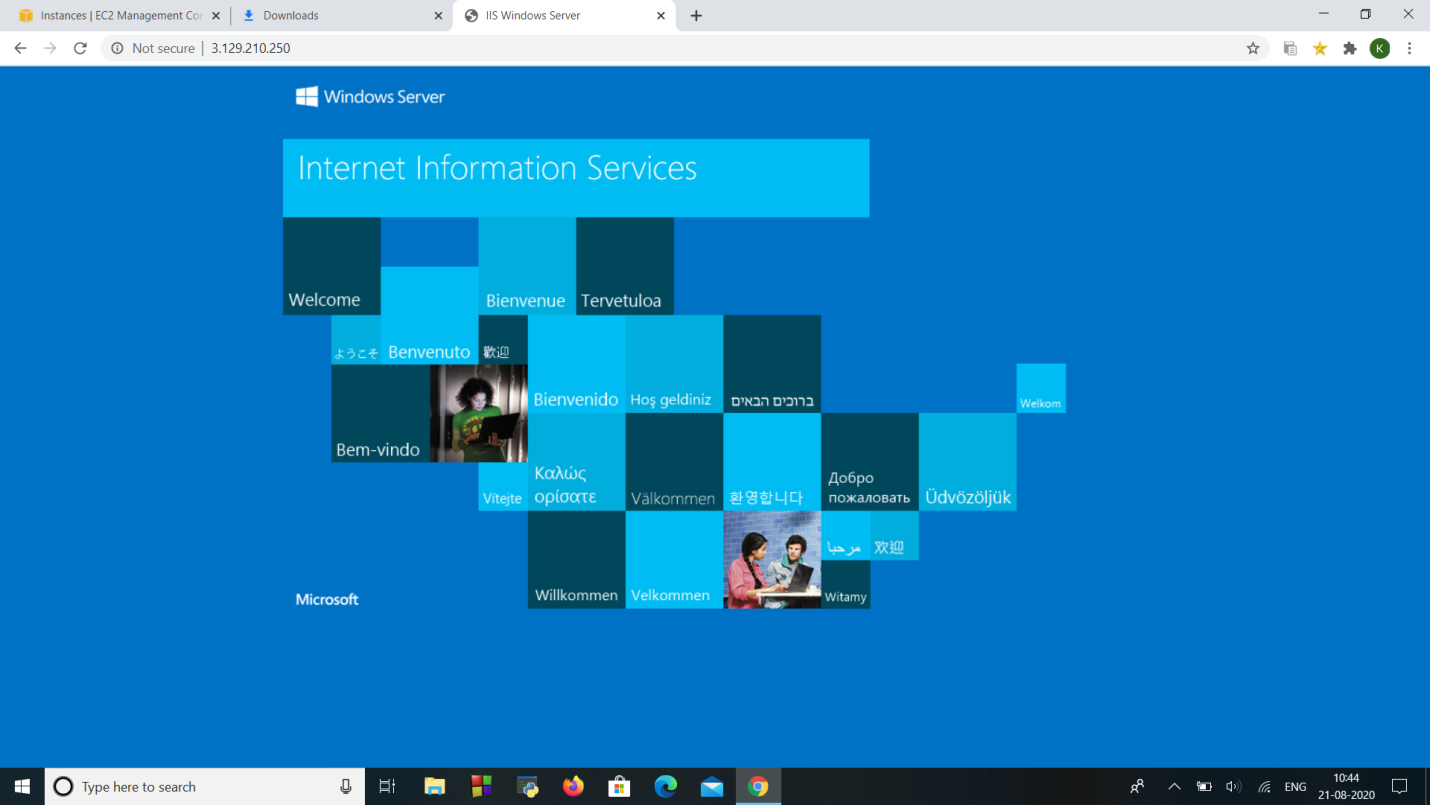 Instances | EC2 Management Con
Downloads
IIS Windows Server
Not secure | 3.129.210.250
K
Windows Server
Internet Information Services
Welcome
Bienvenue
Tervetuloa
ようこそ
Benvenuto
歡迎
Bienvenido
Hoş geldiniz
ברוכים הבאים
Welkom
Bem-vindo
Vítejte
Καλώς
ορίσατε
Välkommen
환영합니다
Добро
пожаловать
Üdvözöljük
مرحبا
欢迎
Willkommen
Velkommen
Witamy
Microsoft
Type here to search
ENG
10:44
21-08-2020